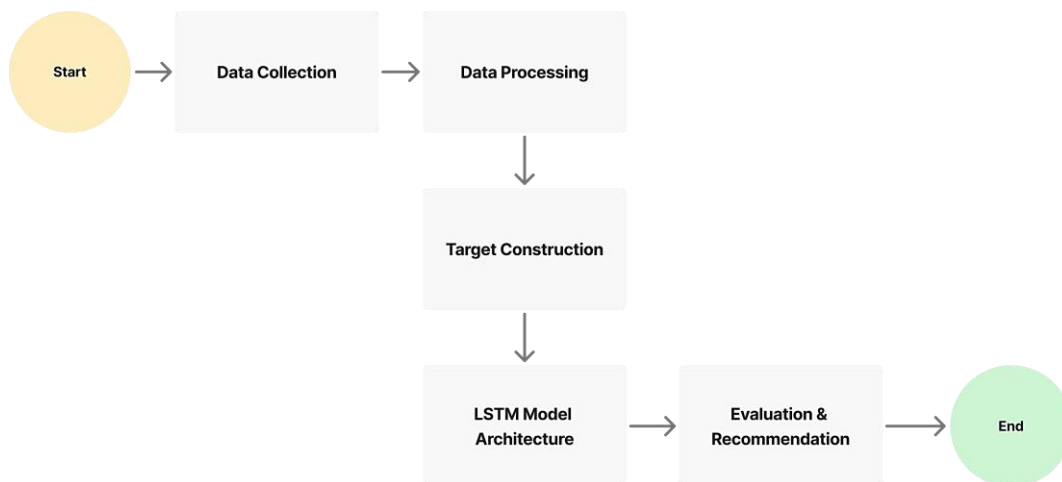 Start
Data Collection
Data Processing
Target Construction
LSTM Model
Architecture
Evaluation &
Recommendation
End